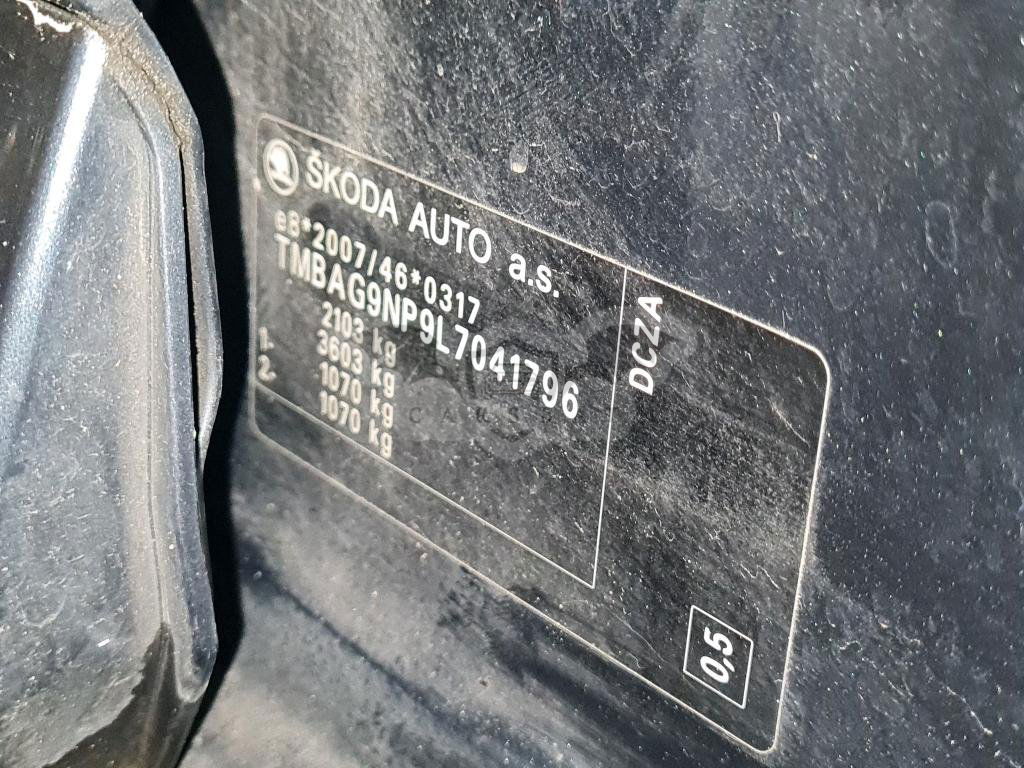 ŠKODA AUTO a.s.
e8*2007/46*0317
TMBAG9NP9L7041796
2103 kg
3603 kg
1- 1070 kg
2- 1070 kg
DCZA
0,5